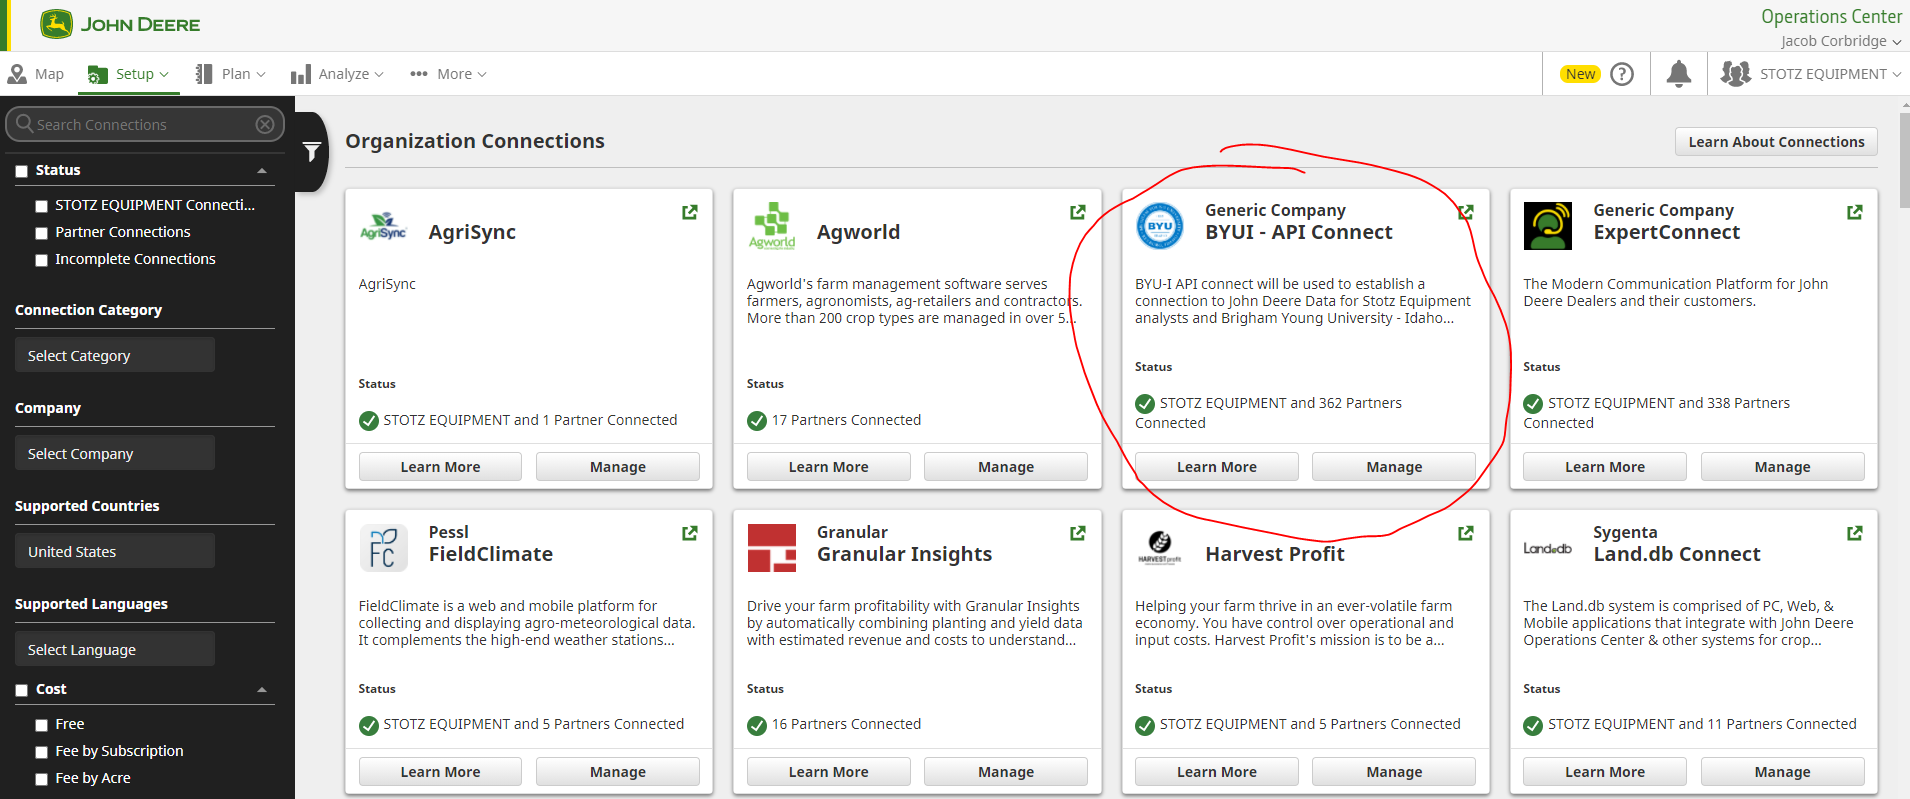 JOHN DEERE
Operations Center
Jacob Corbridge
Map
Setup
Plan
Analyze
More
New
?
STOTZ EQUIPMENT
Search Connections
Status
STOTZ EQUIPMENT Connecti...
Partner Connections
Incomplete Connections
Connection Category
Select Category
Company
Select Company
Supported Countries
United States
Supported Languages
Select Language
Cost
Free
Fee by Subscription
Fee by Acre
Organization Connections
Learn About Connections
AgriSync
AgriSync
AgriSync
Status
STOTZ EQUIPMENT and 1 Partner Connected
Learn More
Manage
Agworld
Agworld
Agworld's farm management software serves
farmers, agronomists, ag-retailers and contractors.
More than 200 crop types are managed in over 5...
Status
17 Partners Connected
Learn More
Manage
BYU
Generic Company
BYUI - API Connect
BYU-I API connect will be used to establish a
connection to John Deere Data for Stotz Equipment
analysts and Brigham Young University - Idaho...
Status
STOTZ EQUIPMENT and 362 Partners
Connected
Learn More
Manage
Generic Company
ExpertConnect
The Modern Communication Platform for John
Deere Dealers and their customers.
Status
STOTZ EQUIPMENT and 338 Partners
Connected
Learn More
Manage
Fc
Pessl
FieldClimate
FieldClimate is a web and mobile platform for
collecting and displaying agro-meteorological data.
It complements the high-end weather stations...
Status
STOTZ EQUIPMENT and 5 Partners Connected
Learn More
Manage
Granular
Granular Insights
Drive your farm profitability with Granular Insights
by automatically combining planting and yield data
with estimated revenue and costs to understand...
Status
16 Partners Connected
Learn More
Manage
HARVEST profit
Harvest Profit
Helping your farm thrive in an ever-volatile farm
economy. You have control over operational and
input costs. Harvest Profit's mission is to be a...
Status
STOTZ EQUIPMENT and 5 Partners Connected
Learn More
Manage
Land.db
Sygenta
Land.db Connect
The Land.db system is comprised of PC, Web, &
Mobile applications that integrate with John Deere
Operations Center & other systems for crop...
Status
STOTZ EQUIPMENT and 11 Partners Connected
Learn More
Manage